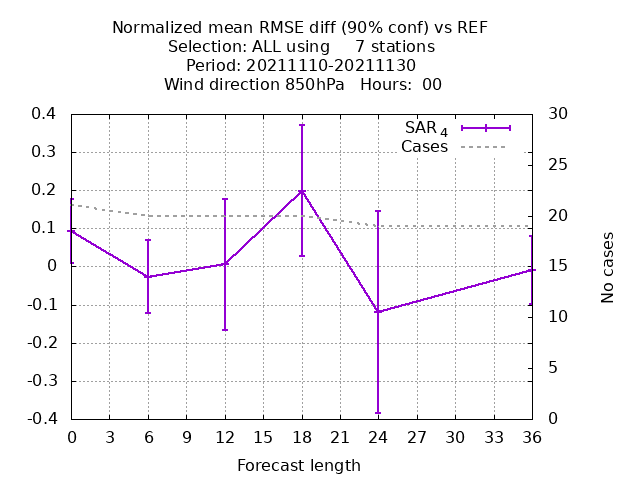 Normalized mean RMSE diff (90% conf) vs REF
Selection: ALL using     7 stations
Period: 20211110-20211130
Wind direction 850hPa   Hours:  00
SAR 4
Cases
0.4
0.3
0.2
0.1
0
-0.1
-0.2
-0.3
-0.4
30
25
20
15
10
5
0
No cases
0 3 6 9 12 15 18 21 24 27 30 33 36
Forecast length